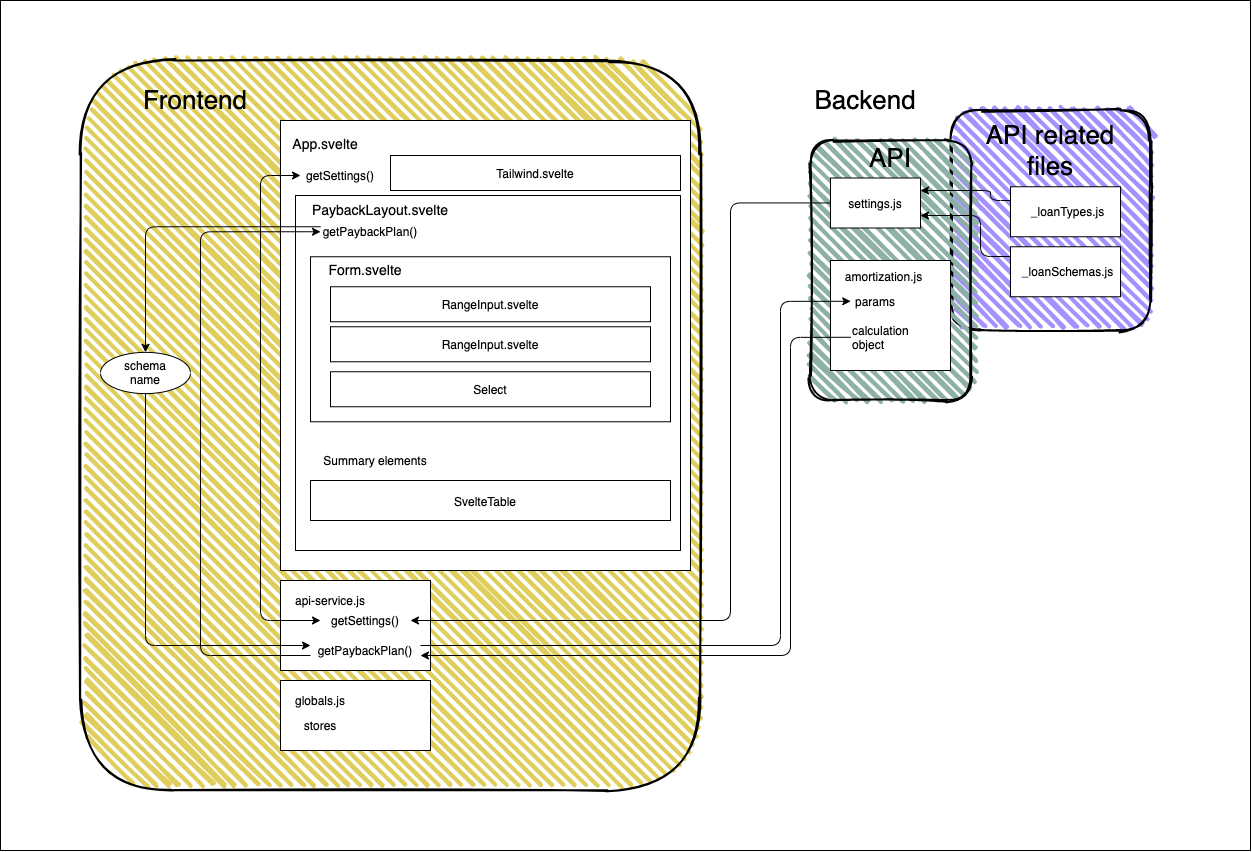 Frontend
App.svelte
getSettings()
Tailwind.svelte
PaybackLayout.svelte
getPaybackPlan()
Form.svelte
RangeInput.svelte
RangeInput.svelte
Select
schema
name
Summary elements
SvelteTable
api-service.js
getSettings()
getPaybackPlan()
globals.js
stores
Backend
API
settings.js
amortization.js
params
calculation
object
API related
files
_loanTypes.js
_loanSchemas.js